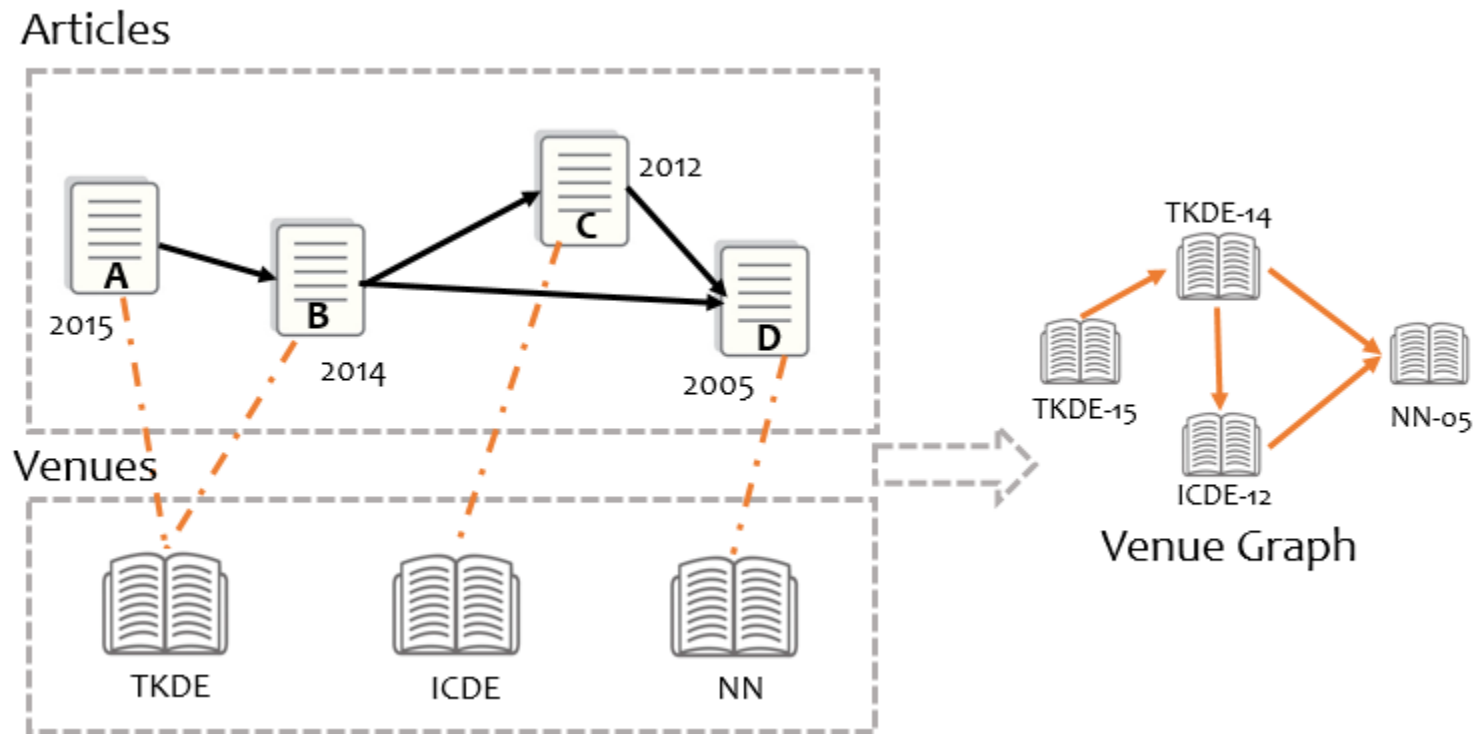 Articles
A
2015
B
2014
C
2012
D
2005
Venues
TKDE
ICDE
NN
TKDE-14
TKDE-15
NN-05
ICDE-12
Venue Graph